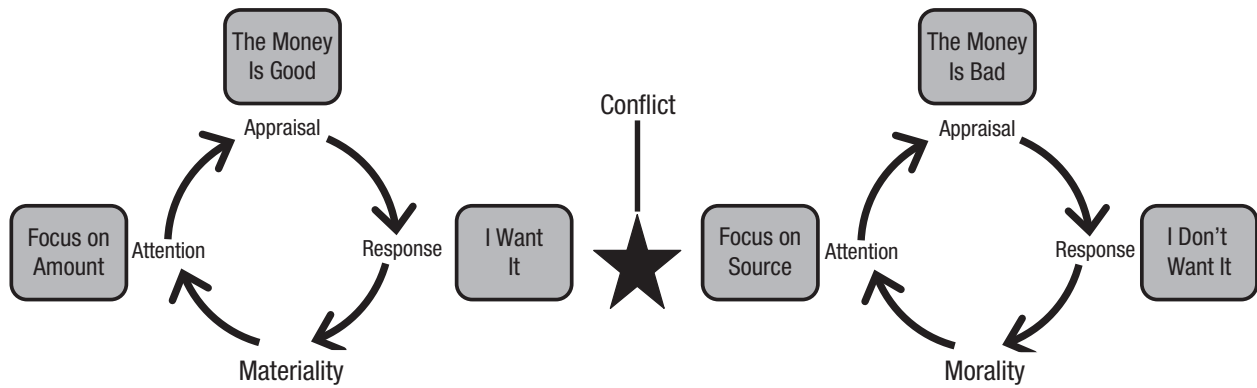 The Money
Is Good
Appraisal
Focus on
Amount
Attention
Response
I Want
It
Materiality
Conflict
The Money
Is Bad
Appraisal
Focus on
Source
Attention
Response
I Don't
Want It
Morality